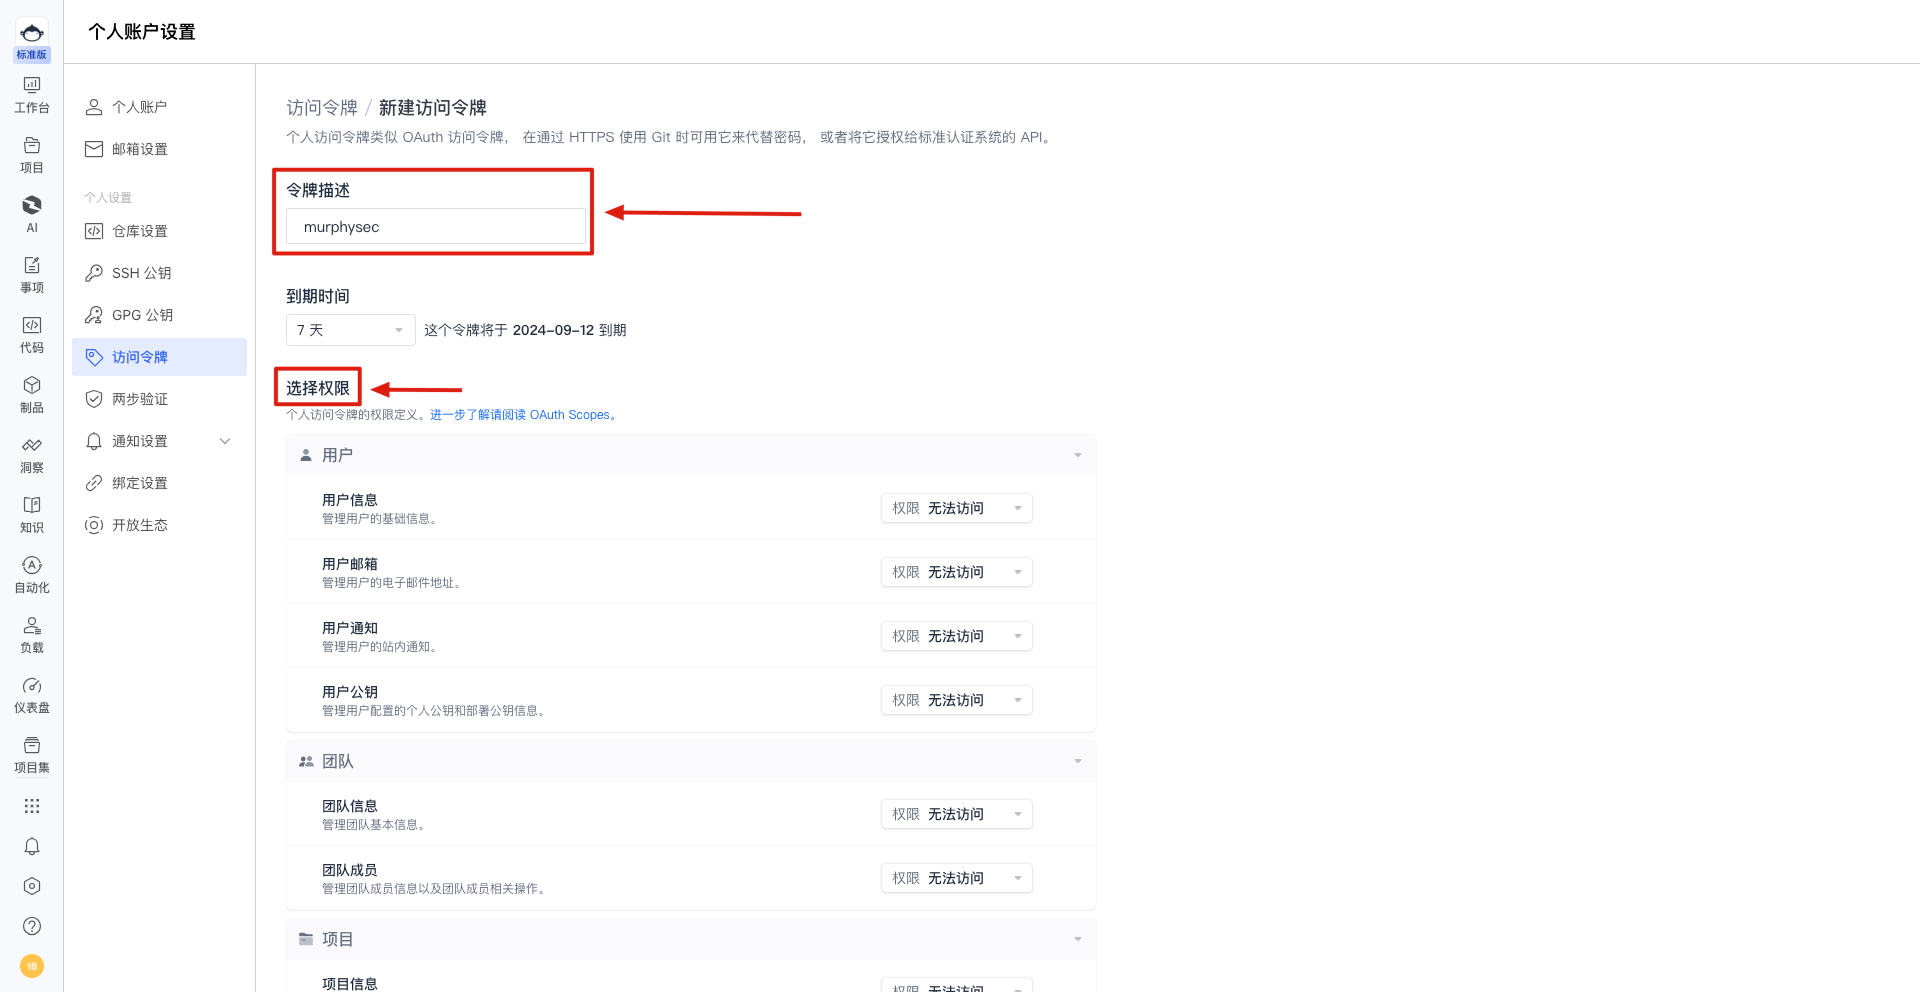 个人账户设置
标准版
工作台
项目
AI
事项
代码
制品
洞察
知识
自动化
负载
仪表盘
项目集
18
个人账户
邮箱设置
个人设置
仓库设置
SSH 公钥
GPG 公钥
访问令牌
两步验证
通知设置
绑定设置
开放生态
访问令牌 / 新建访问令牌
个人访问令牌类似 OAuth 访问令牌， 在通过 HTTPS 使用 Git 时可用它来代替密码， 或者将它授权给标准认证系统的 API。
令牌描述
murphysec
到期时间
7 天 这个令牌将于 2024-09-12 到期
选择权限
个人访问令牌的权限定义。进一步了解请阅读 OAuth Scopes。
用户
用户信息
管理用户的基础信息。
权限 无法访问
用户邮箱
管理用户的电子邮件地址。
权限 无法访问
用户通知
管理用户的站内通知。
权限 无法访问
用户公钥
管理用户配置的个人公钥和部署公钥信息。
权限 无法访问
团队
团队信息
管理团队基本信息。
权限 无法访问
团队成员
管理团队成员信息以及团队成员相关操作。
权限 无法访问
项目
项目信息
权限 无法访问